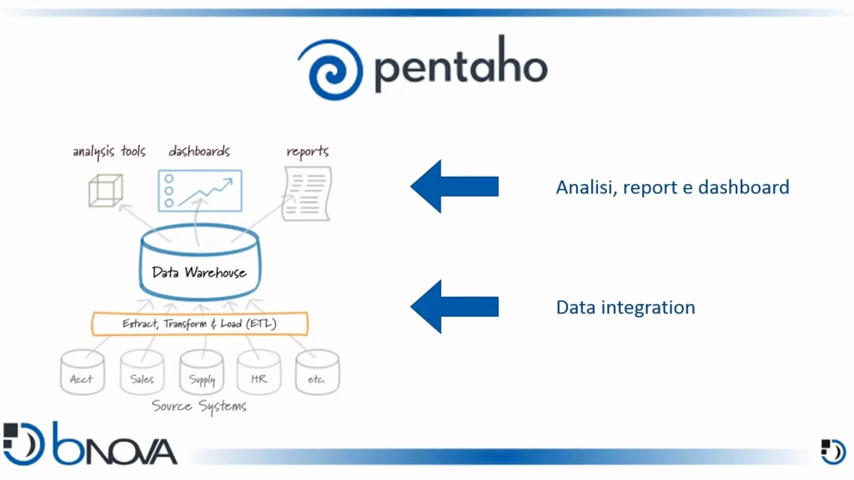 pentaho
analysis tools dashboards reports
Analisi, report e dashboard
Data Warehouse
Data integration
Extract, Transform & Load (ETL)
Acct Sales Supply HR etc.
Source Systems
bNOVA